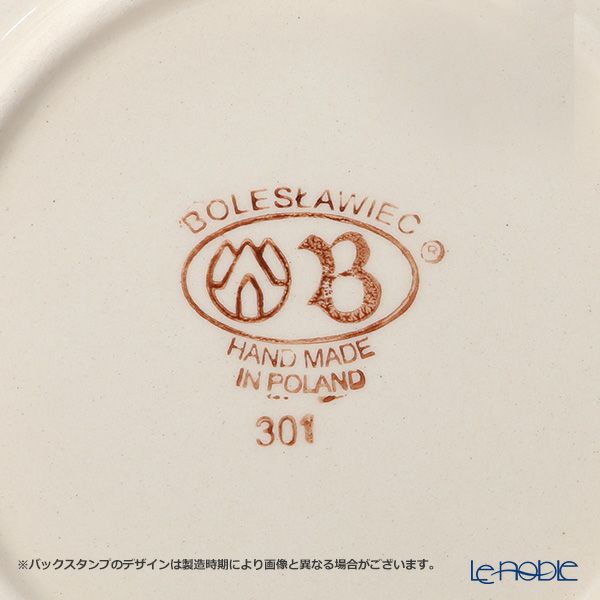 BOLESŁAWIEC
®
B
HAND MADE
IN POLAND
301
※バックスタンプのデザインは製造時期により画像と異なる場合がございます。
Le-noble